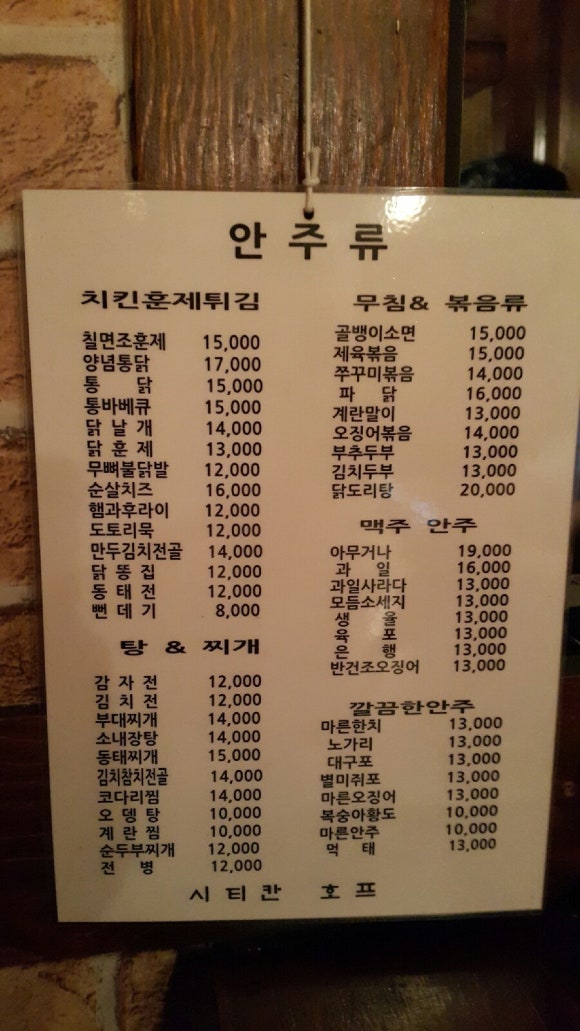 안 주 류
치킨훈제튀김
칠면조훈제 15,000
양념통닭 17,000
통 닭 15,000
통바베큐 15,000
닭 날 개 14,000
닭 훈 제 13,000
무뼈불닭발 12,000
순살치즈 16,000
햄과후라이 12,000
도토리묵 12,000
만두김치전골 14,000
닭 똥 집 12,000
동 태 전 12,000
뻔 데 기 8,000
탕 & 찌개
감 자 전 12,000
김 치 전 12,000
부대찌개 14,000
소내장탕 14,000
동태찌개 15,000
김치참치전골 14,000
코다리찜 14,000
오 뎅 탕 10,000
계 란 찜 10,000
순두부찌개 12,000
전 병 12,000
무침& 볶음류
골뱅이소면 15,000
제육볶음 15,000
쭈꾸미볶음 14,000
파 닭 16,000
계란말이 13,000
오징어볶음 14,000
부추두부 13,000
김치두부 13,000
닭도리탕 20,000
맥주 안주
아무거나 19,000
과 일 16,000
과일사라다 13,000
모듬소세지 13,000
생 율 13,000
육 포 13,000
은 행 13,000
반건조오징어 13,000
깔끔한안주
마른한치 13,000
노가리 13,000
대구포 13,000
별미쥐포 13,000
마른오징어 13,000
복숭아황도 10,000
마른안주 10,000
먹 태 13,000
시 티 칸 호 프